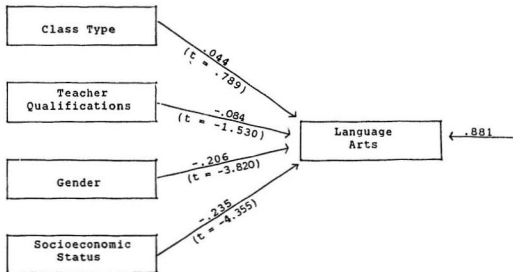 Class Type
.044
(t = .789)
Teacher
Qualifications
-.084
(t = -1.530)
Language
Arts
.881
-.206
(t = -3.820)
Gender
-.235
(t = -4.355)
Socioeconomic
Status